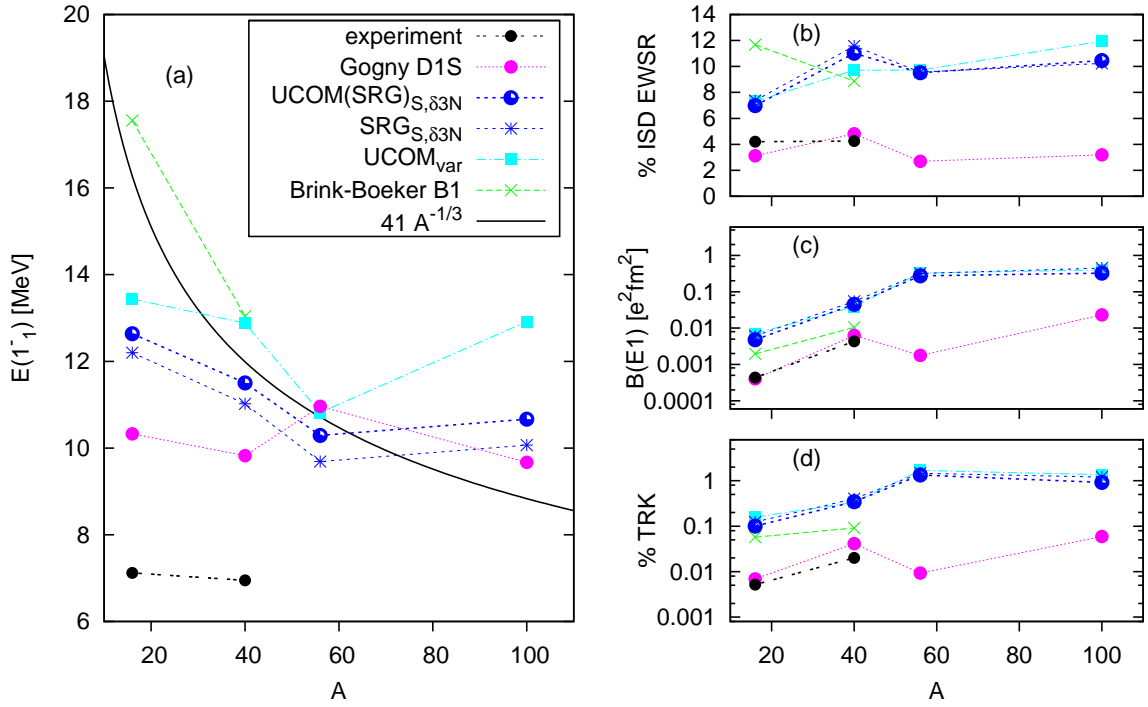 20
18
16
14
12
10
8
6
E(1⁻₁) [MeV]
(a)
experiment
Gogny D1S
UCOM(SRG)S,δ3N
SRGS,δ3N
UCOMvar
Brink-Boeker B1
41 A⁻¹/³
20 40 60 80 100
A
14
12
10
8
6
4
2
0
% ISD EWSR
(b)
1
0.1
0.01
0.001
0.0001
B(E1) [e²fm²]
(c)
1
0.1
0.01
0.001
% TRK
(d)
20 40 60 80 100
A